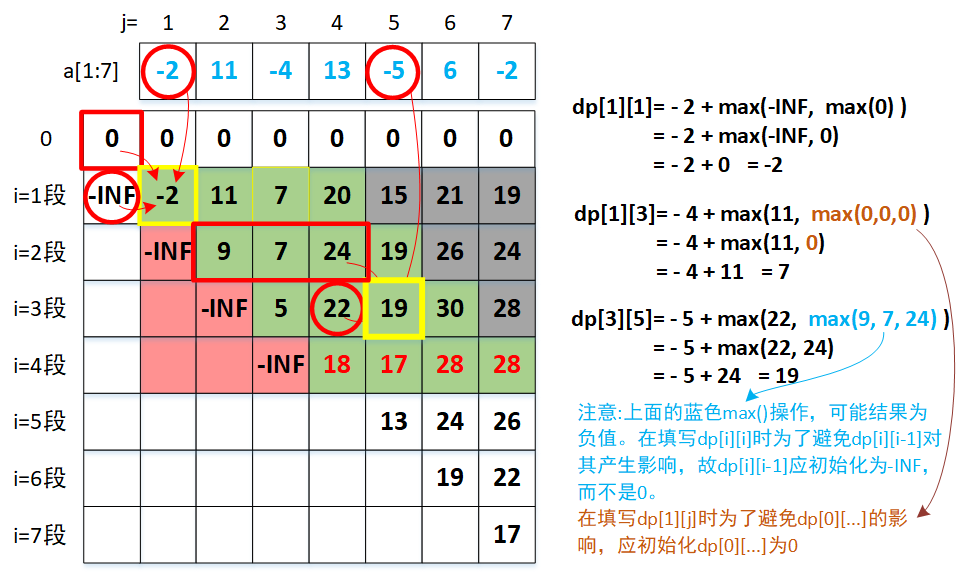 j= 1 2 3 4 5 6 7
a[1:7] -2 11 -4 13 -5 6 -2
0 0 0 0 0 0 0 0 0
i=1段 -INF -2 11 7 20 15 21 19
i=2段 -INF 9 7 24 19 26 24
i=3段 -INF 5 22 19 30 28
i=4段 -INF 18 17 28 28
i=5段 13 24 26
i=6段 19 22
i=7段 17
dp[1][1]= - 2 + max(-INF, max(0) )
= - 2 + max(-INF, 0)
= - 2 + 0 = -2
dp[1][3]= - 4 + max(11, max(0,0,0) )
= - 4 + max(11, 0)
= - 4 + 11 = 7
dp[3][5]= - 5 + max(22, max(9, 7, 24) )
= - 5 + max(22, 24)
= - 5 + 24 = 19
注意:上面的蓝色max()操作，可能结果为
负值。在填写dp[i][i]时为了避免dp[i][i-1]对
其产生影响，故dp[i][i-1]应初始化为-INF，
而不是0。
在填写dp[1][j]时为了避免dp[0][...]的影
响，应初始化dp[0][...]为0